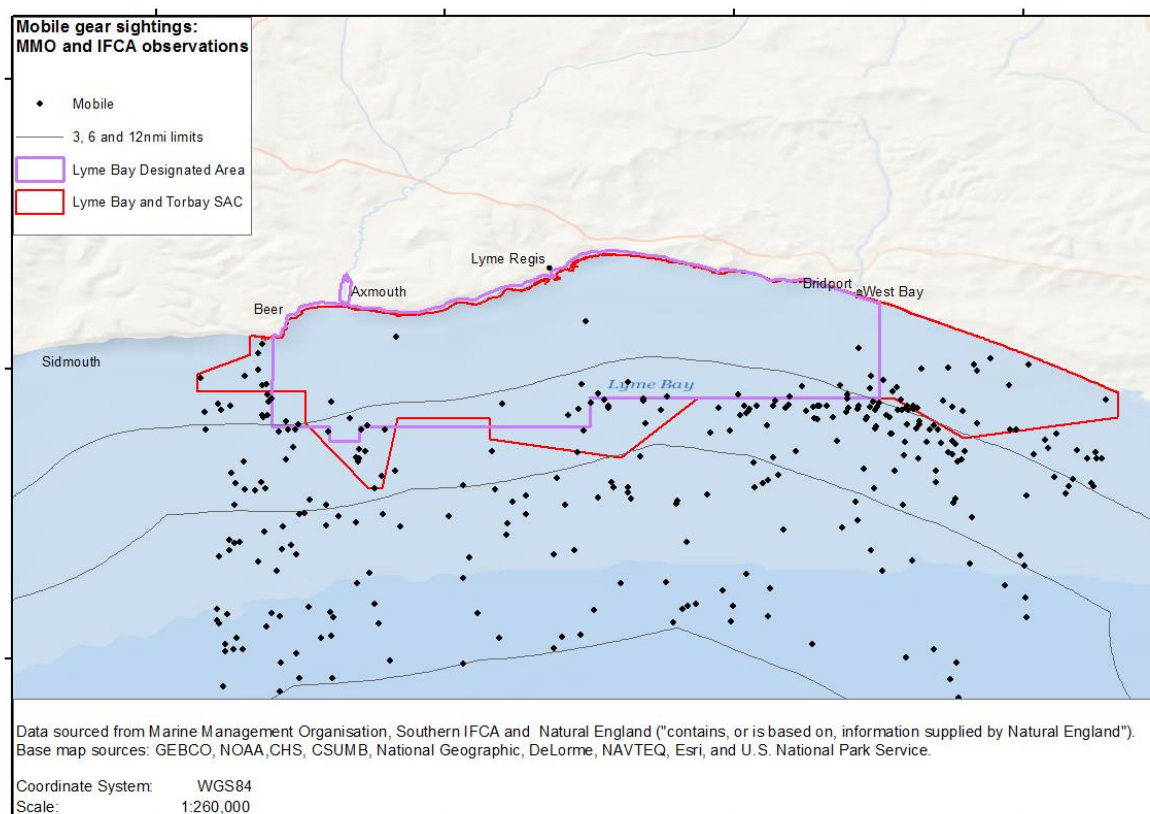 Mobile gear sightings:
MMO and IFCA observations
Mobile
3, 6 and 12nmi limits
Lyme Bay Designated Area
Lyme Bay and Torbay SAC
Lyme Regis
Bridport
West Bay
Axmouth
Beer
Sidmouth
Lyme Bay
Data sourced from Marine Management Organisation, Southern IFCA and Natural England ("contains, or is based on, information supplied by Natural England").
Base map sources: GEBCO, NOAA,CHS, CSUMB, National Geographic, DeLorme, NAVTEQ, Esri, and U.S. National Park Service.
Coordinate System: WGS84
Scale: 1:260,000